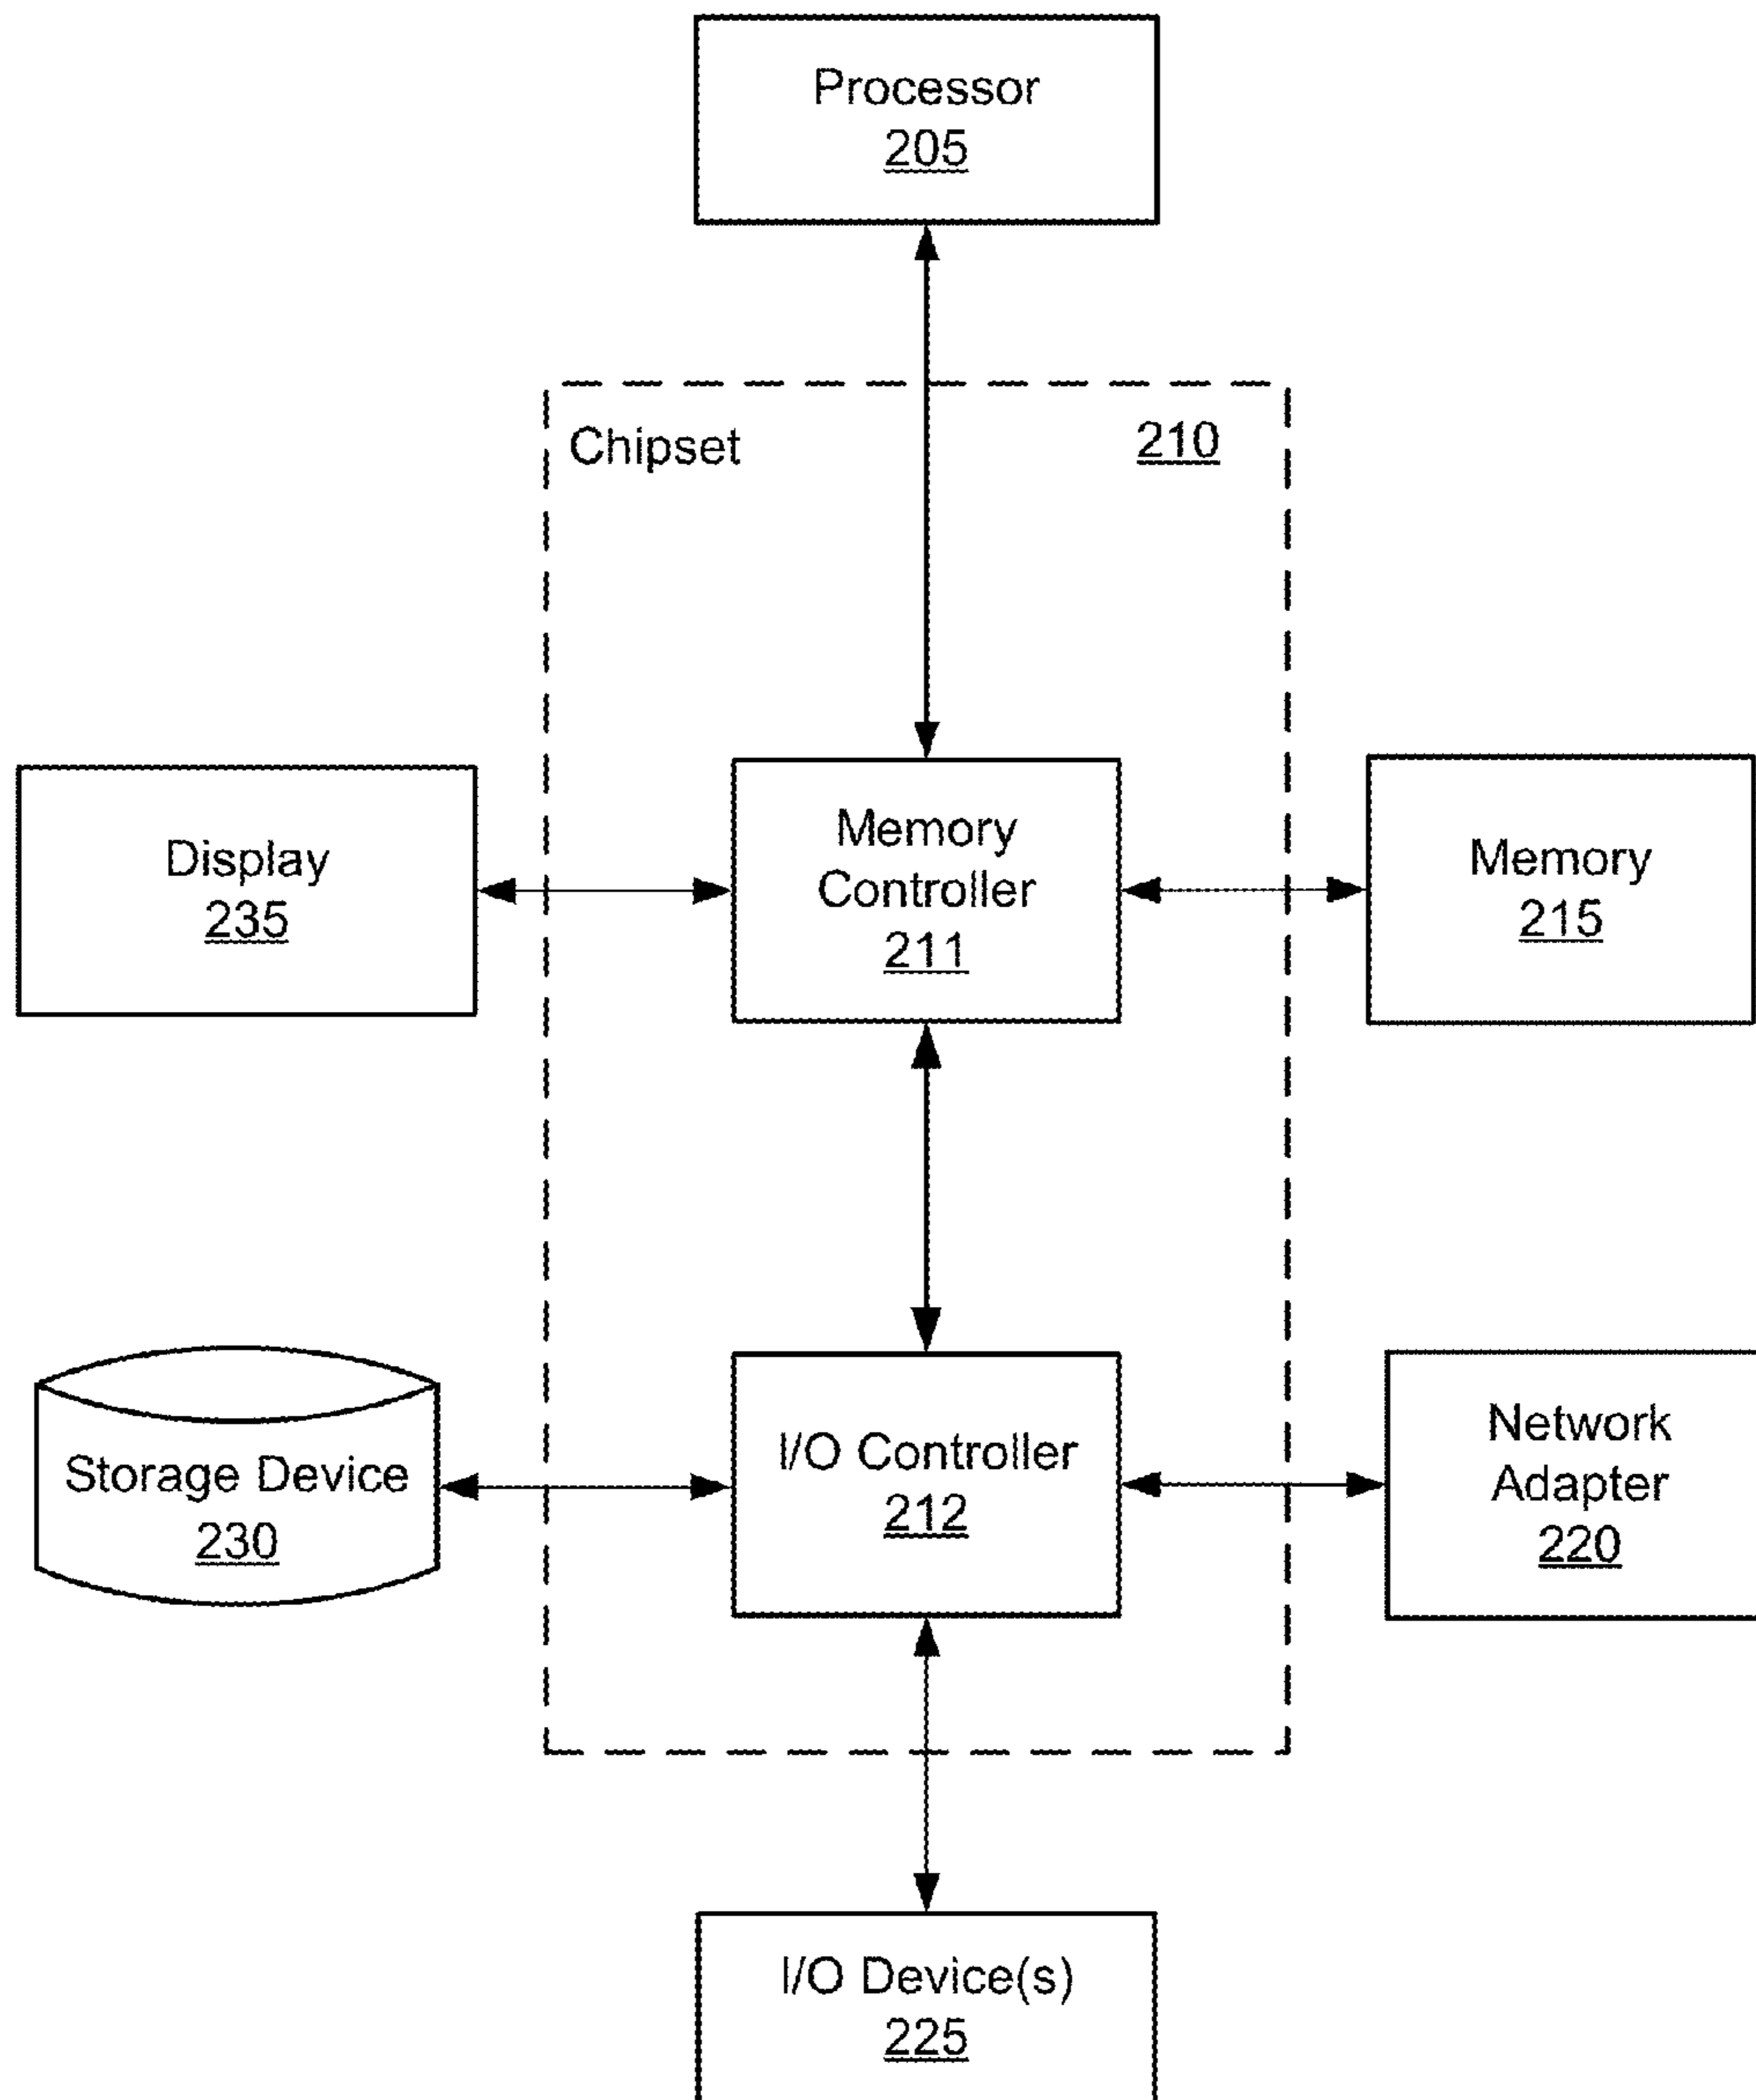 Processor
205
Chipset
210
Display
235
Memory
Controller
211
Memory
215
Storage Device
230
I/O Controller
212
Network
Adapter
220
I/O Device(s)
225